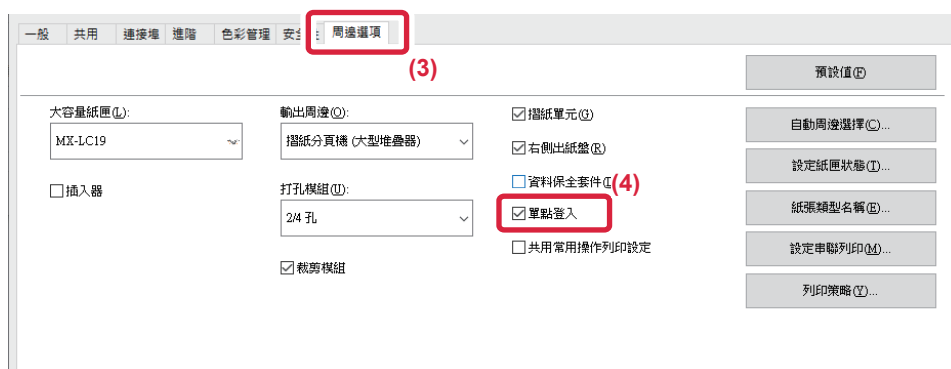 一般 共用 連接埠 進階 色彩管理 安全 周邊選項
(3)
預設值(F)
大容量紙匣(L):
MX-LC19
插入器
輸出周邊(O):
摺紙分頁機 (大型堆疊器)
打孔模組(U):
2/4 孔
裁剪模組
摺紙單元(G)
右側出紙盤(R)
資料保全套件(I
(4)
單點登入
共用常用操作列印設定
自動周邊選擇(C)...
設定紙匣狀態(T)...
紙張類型名稱(E)...
設定串聯列印(M)...
列印策略(Y)...